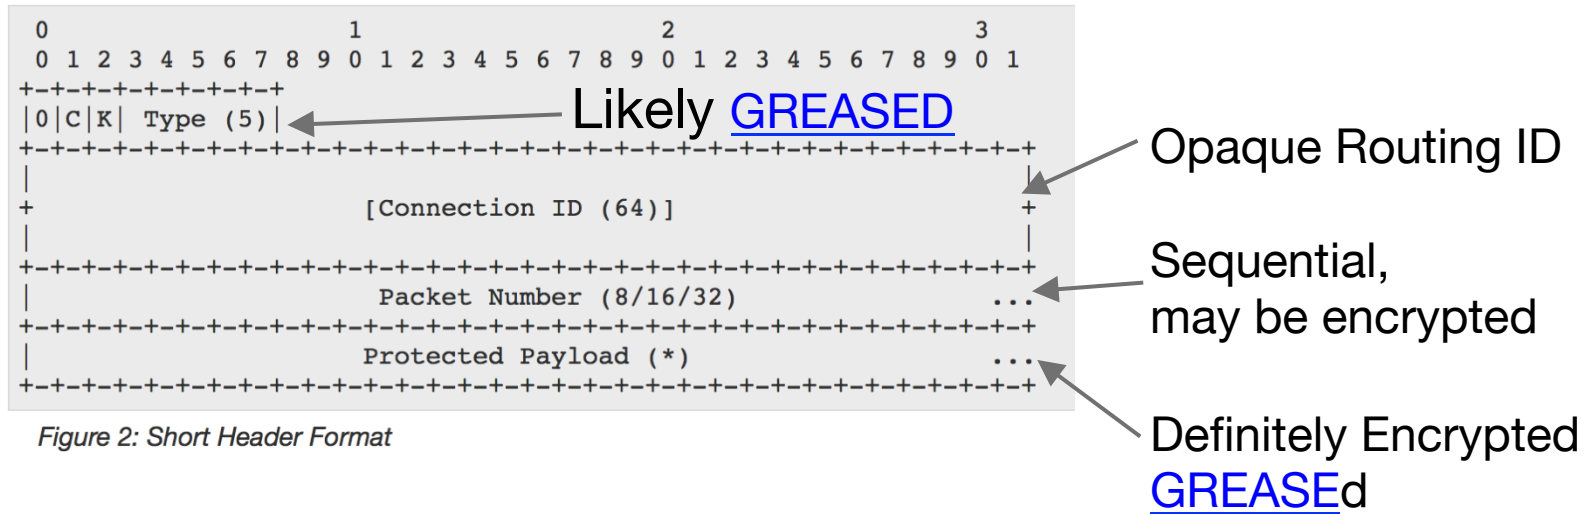 0                   1                   2                   3
0 1 2 3 4 5 6 7 8 9 0 1 2 3 4 5 6 7 8 9 0 1 2 3 4 5 6 7 8 9 0 1
+-+-+-+-+-+-+-+-+
|0|C|K| Type (5)|
Likely GREASED
+-+-+-+-+-+-+-+-+-+-+-+-+-+-+-+-+-+-+-+-+-+-+-+-+-+-+-+-+-+-+-+-+
|                                                               |
Opaque Routing ID
+                     [Connection ID (64)]                      +
|                                                               |
+-+-+-+-+-+-+-+-+-+-+-+-+-+-+-+-+-+-+-+-+-+-+-+-+-+-+-+-+-+-+-+-+
|                      Packet Number (8/16/32)                ...
Sequential,
may be encrypted
+-+-+-+-+-+-+-+-+-+-+-+-+-+-+-+-+-+-+-+-+-+-+-+-+-+-+-+-+-+-+-+-+
|                     Protected Payload (*)                   ...
+-+-+-+-+-+-+-+-+-+-+-+-+-+-+-+-+-+-+-+-+-+-+-+-+-+-+-+-+-+-+-+-+
Definitely Encrypted
GREASEd
Figure 2: Short Header Format